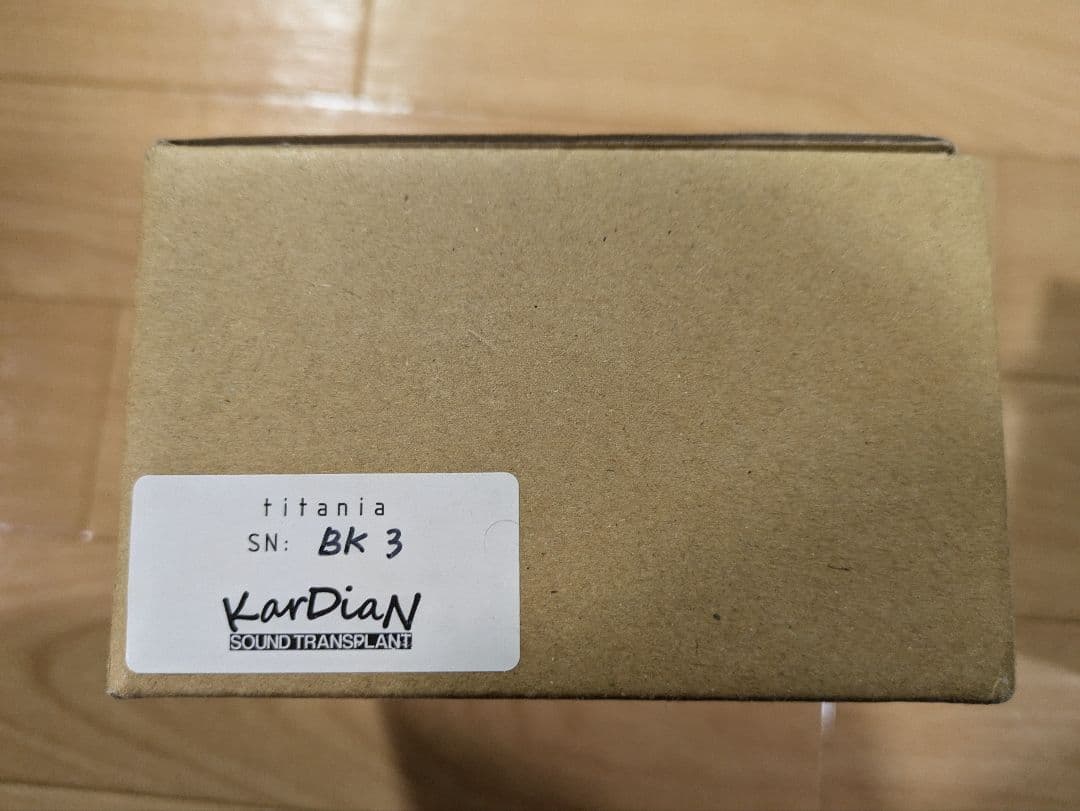 titania
SN: BK 3
KarDiaN
SOUND TRANSPLANT